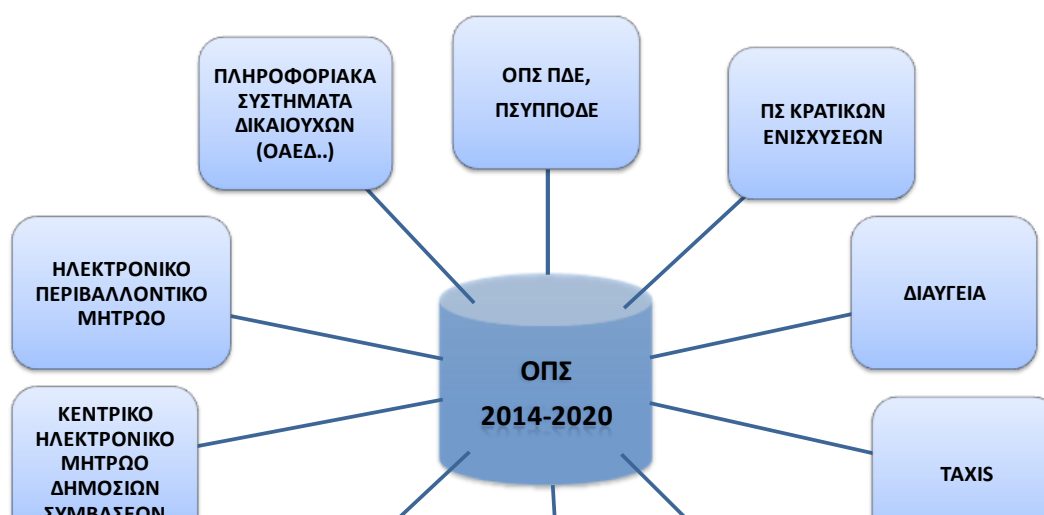 ΠΛΗΡΟΦΟΡΙΑΚΑ
ΣΥΣΤΗΜΑΤΑ
ΔΙΚΑΙΟΥΧΩΝ
(ΟΑΕΔ..)
ΟΠΣ ΠΔΕ,
ΠΣΥΠΠΟΔΕ
ΠΣ ΚΡΑΤΙΚΩΝ
ΕΝΙΣΧΥΣΕΩΝ
ΗΛΕΚΤΡΟΝΙΚΟ
ΠΕΡΙΒΑΛΛΟΝΤΙΚΟ
ΜΗΤΡΩΟ
ΔΙΑΥΓΕΙΑ
ΟΠΣ
2014-2020
ΚΕΝΤΡΙΚΟ
ΗΛΕΚΤΡΟΝΙΚΟ
ΜΗΤΡΩΟ
ΔΗΜΟΣΙΩΝ
ΣΥΜΒΑΣΕΩΝ
TAXIS